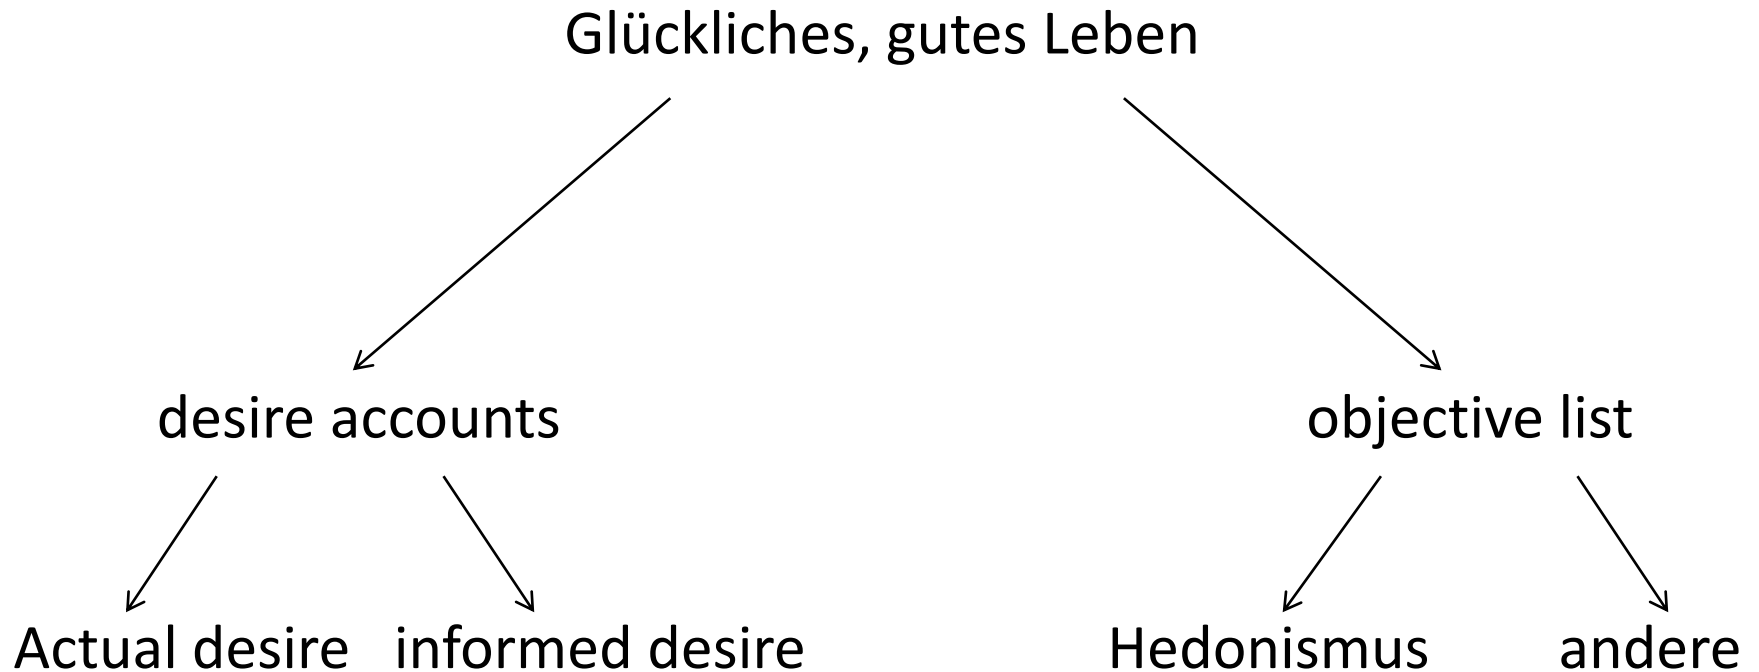 Glückliches, gutes Leben
desire accounts
objective list
Actual desire
informed desire
Hedonismus
andere